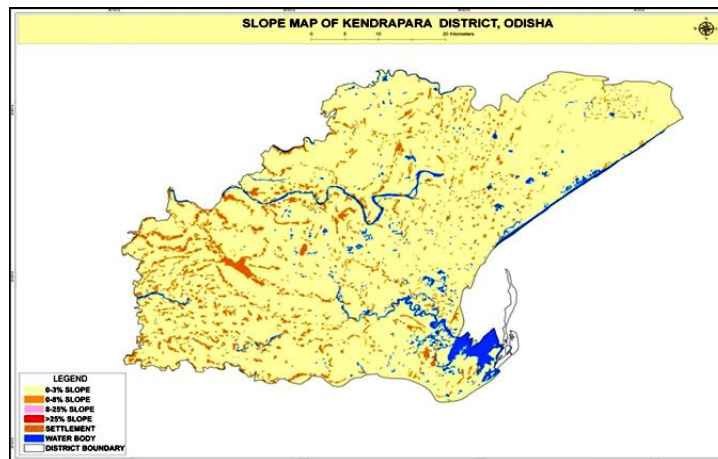 SLOPE MAP OF KENDRAPARA DISTRICT, ODISHA
0 5 10 20 Kilometers
LEGEND
0-3% SLOPE
0-8% SLOPE
8-25% SLOPE
>25% SLOPE
SETTLEMENT
WATER BODY
DISTRICT BOUNDARY